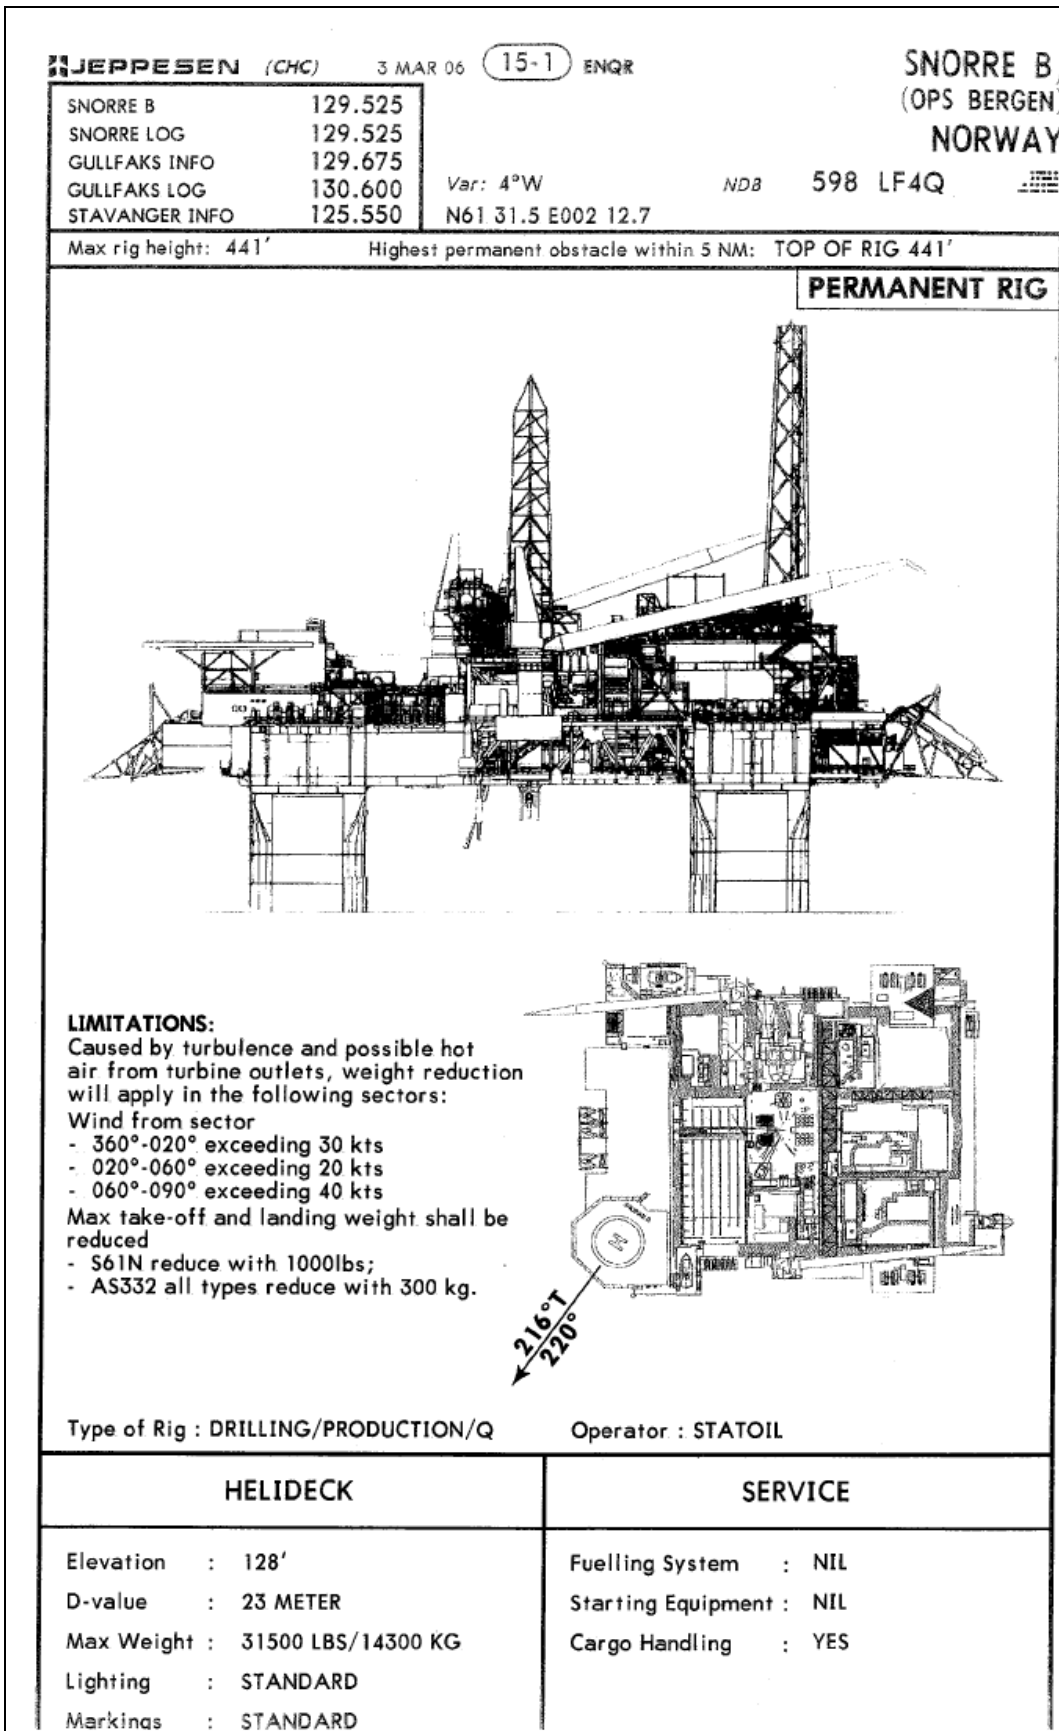 JEPPESEN (CHC) 3 MAR 06 15-1 ENQR
SNORRE B,
(OPS BERGEN)
NORWAY
SNORRE B 129.525
SNORRE LOG 129.525
GULLFAKS INFO 129.675
GULLFAKS LOG 130.600
STAVANGER INFO 125.550
Var: 4°W NDB 598 LF4Q
N61 31.5 E002 12.7
Max rig height: 441' Highest permanent obstacle within 5 NM: TOP OF RIG 441'
PERMANENT RIG
LIMITATIONS:
Caused by turbulence and possible hot
air from turbine outlets, weight reduction
will apply in the following sectors:
Wind from sector
- 360°-020° exceeding 30 kts
- 020°-060° exceeding 20 kts
- 060°-090° exceeding 40 kts
Max take-off and landing weight shall be
reduced
- S61N reduce with 1000lbs;
- AS332 all types reduce with 300 kg.
H
216°T
220°
Type of Rig : DRILLING/PRODUCTION/Q Operator : STATOIL
HELIDECK
Elevation : 128'
D-value : 23 METER
Max Weight : 31500 LBS/14300 KG
Lighting : STANDARD
Markings : STANDARD
SERVICE
Fuelling System : NIL
Starting Equipment : NIL
Cargo Handling : YES